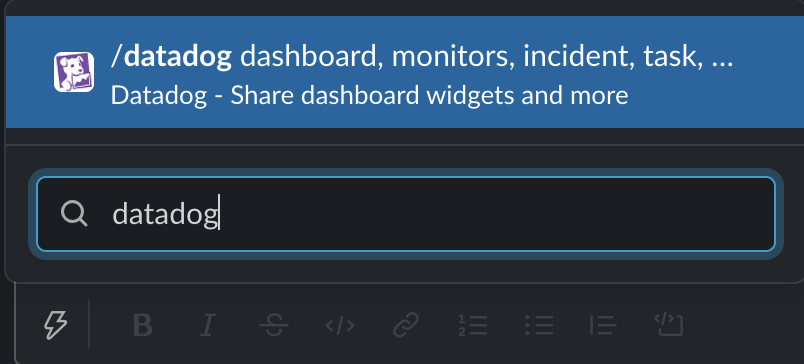 /datadog dashboard, monitors, incident, task, ...
Datadog - Share dashboard widgets and more
datadog